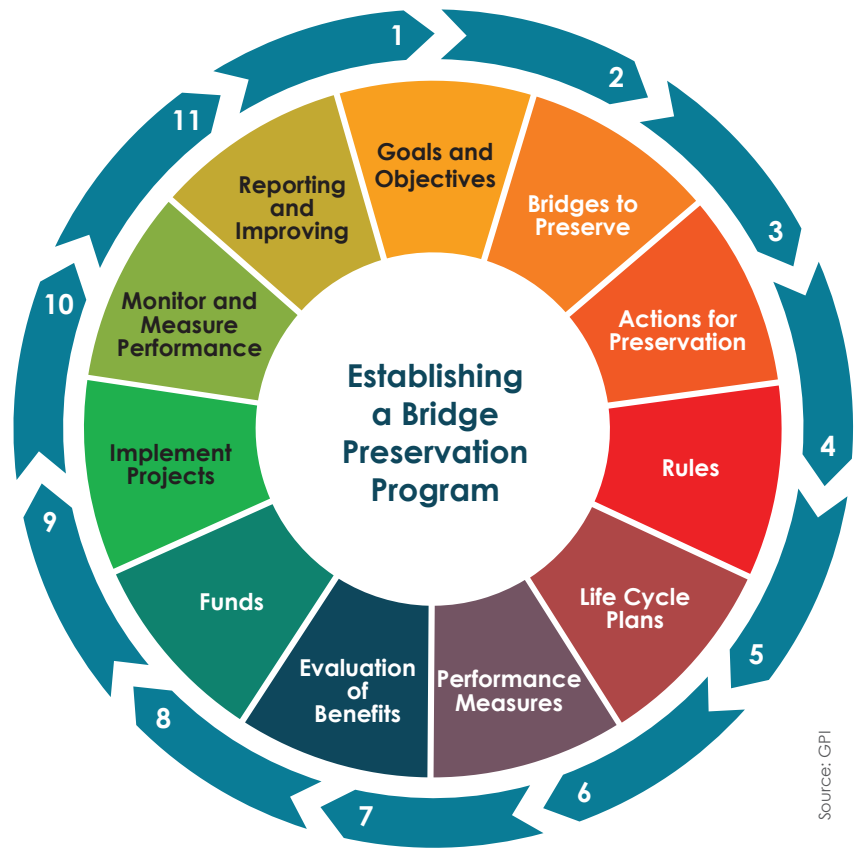 Establishing
a Bridge
Preservation
Program
1
Goals and
Objectives
2
Bridges to
Preserve
3
Actions for
Preservation
4
Rules
5
Life Cycle
Plans
6
Performance
Measures
7
Evaluation
of
Benefits
8
Funds
9
Implement
Projects
10
Monitor and
Measure
Performance
11
Reporting
and
Improving
Source: GPI